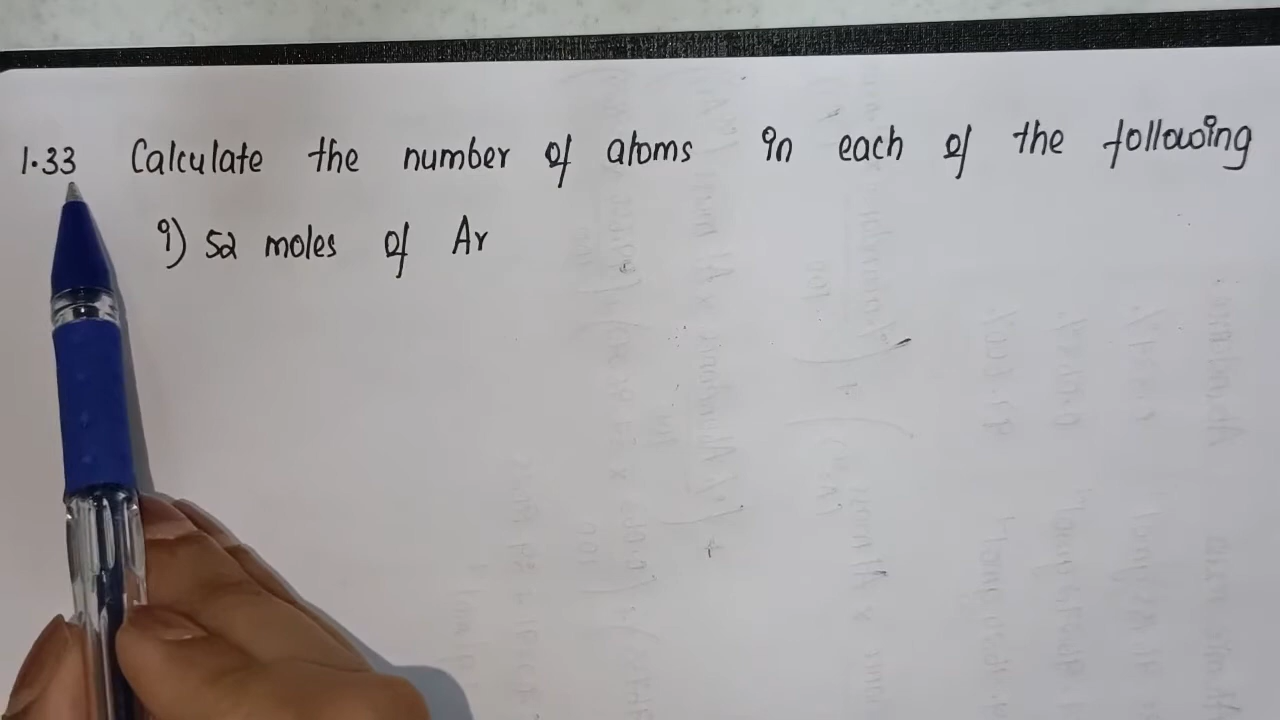 1.33 Calculate the number of atoms in each of the following
i) 52 moles of Ar